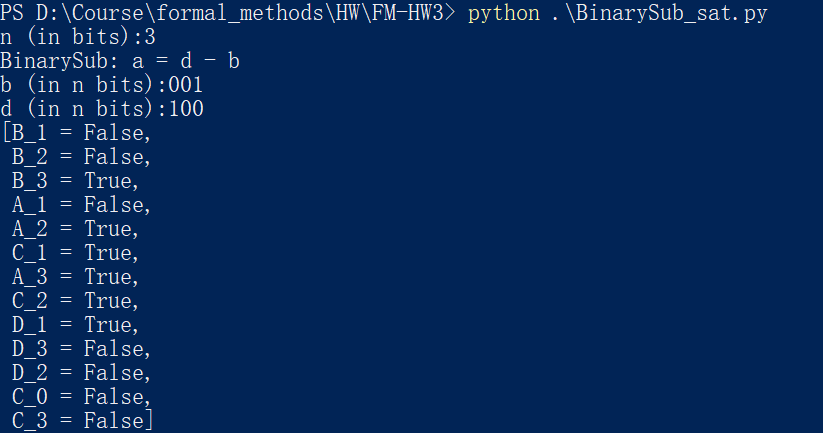 PS D:\Course\formal_methods\HW\FM-HW3> python .\BinarySub_sat.py
n (in bits):3
BinarySub: a = d - b
b (in n bits):001
d (in n bits):100
[B_1 = False,
 B_2 = False,
 B_3 = True,
 A_1 = False,
 A_2 = True,
 C_1 = True,
 A_3 = True,
 C_2 = True,
 D_1 = True,
 D_3 = False,
 D_2 = False,
 C_0 = False,
 C_3 = False]